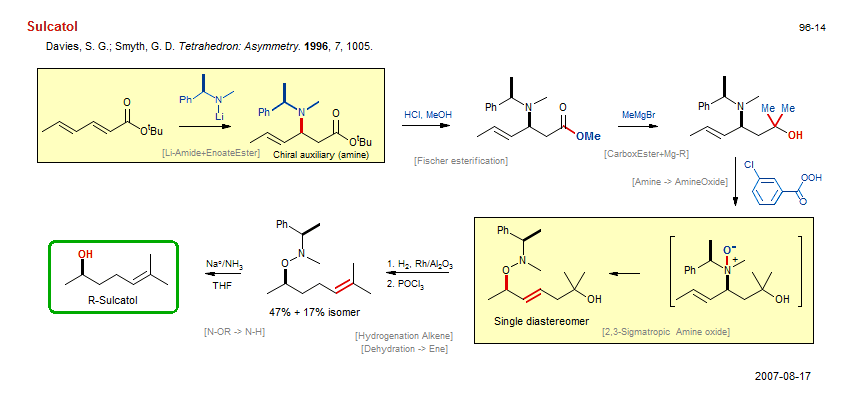 Sulcatol
96-14
Davies, S. G.; Smyth, G. D. Tetrahedron: Asymmetry. 1996, 7, 1005.
O
OtBu
Ph
N
Li
[Li-Amide+EnoateEster]
Ph
N
O
OtBu
Chiral auxiliary (amine)
HCl, MeOH
[Fischer esterification]
Ph
N
O
OMe
MeMgBr
[CarboxEster+Mg-R]
Ph
N
Me Me
OH
[Amine -> AmineOxide]
Cl
OOH
O
OH
R-Sulcatol
Na°/NH3
THF
[N-OR -> N-H]
Ph
N
O
47% + 17% isomer
1. H2, Rh/Al2O3
2. POCl3
[Hydrogenation Alkene]
[Dehydration -> Ene]
Ph
N
O
OH
Single diastereomer
O-
+
Ph
N
OH
[2,3-Sigmatropic Amine oxide]
2007-08-17